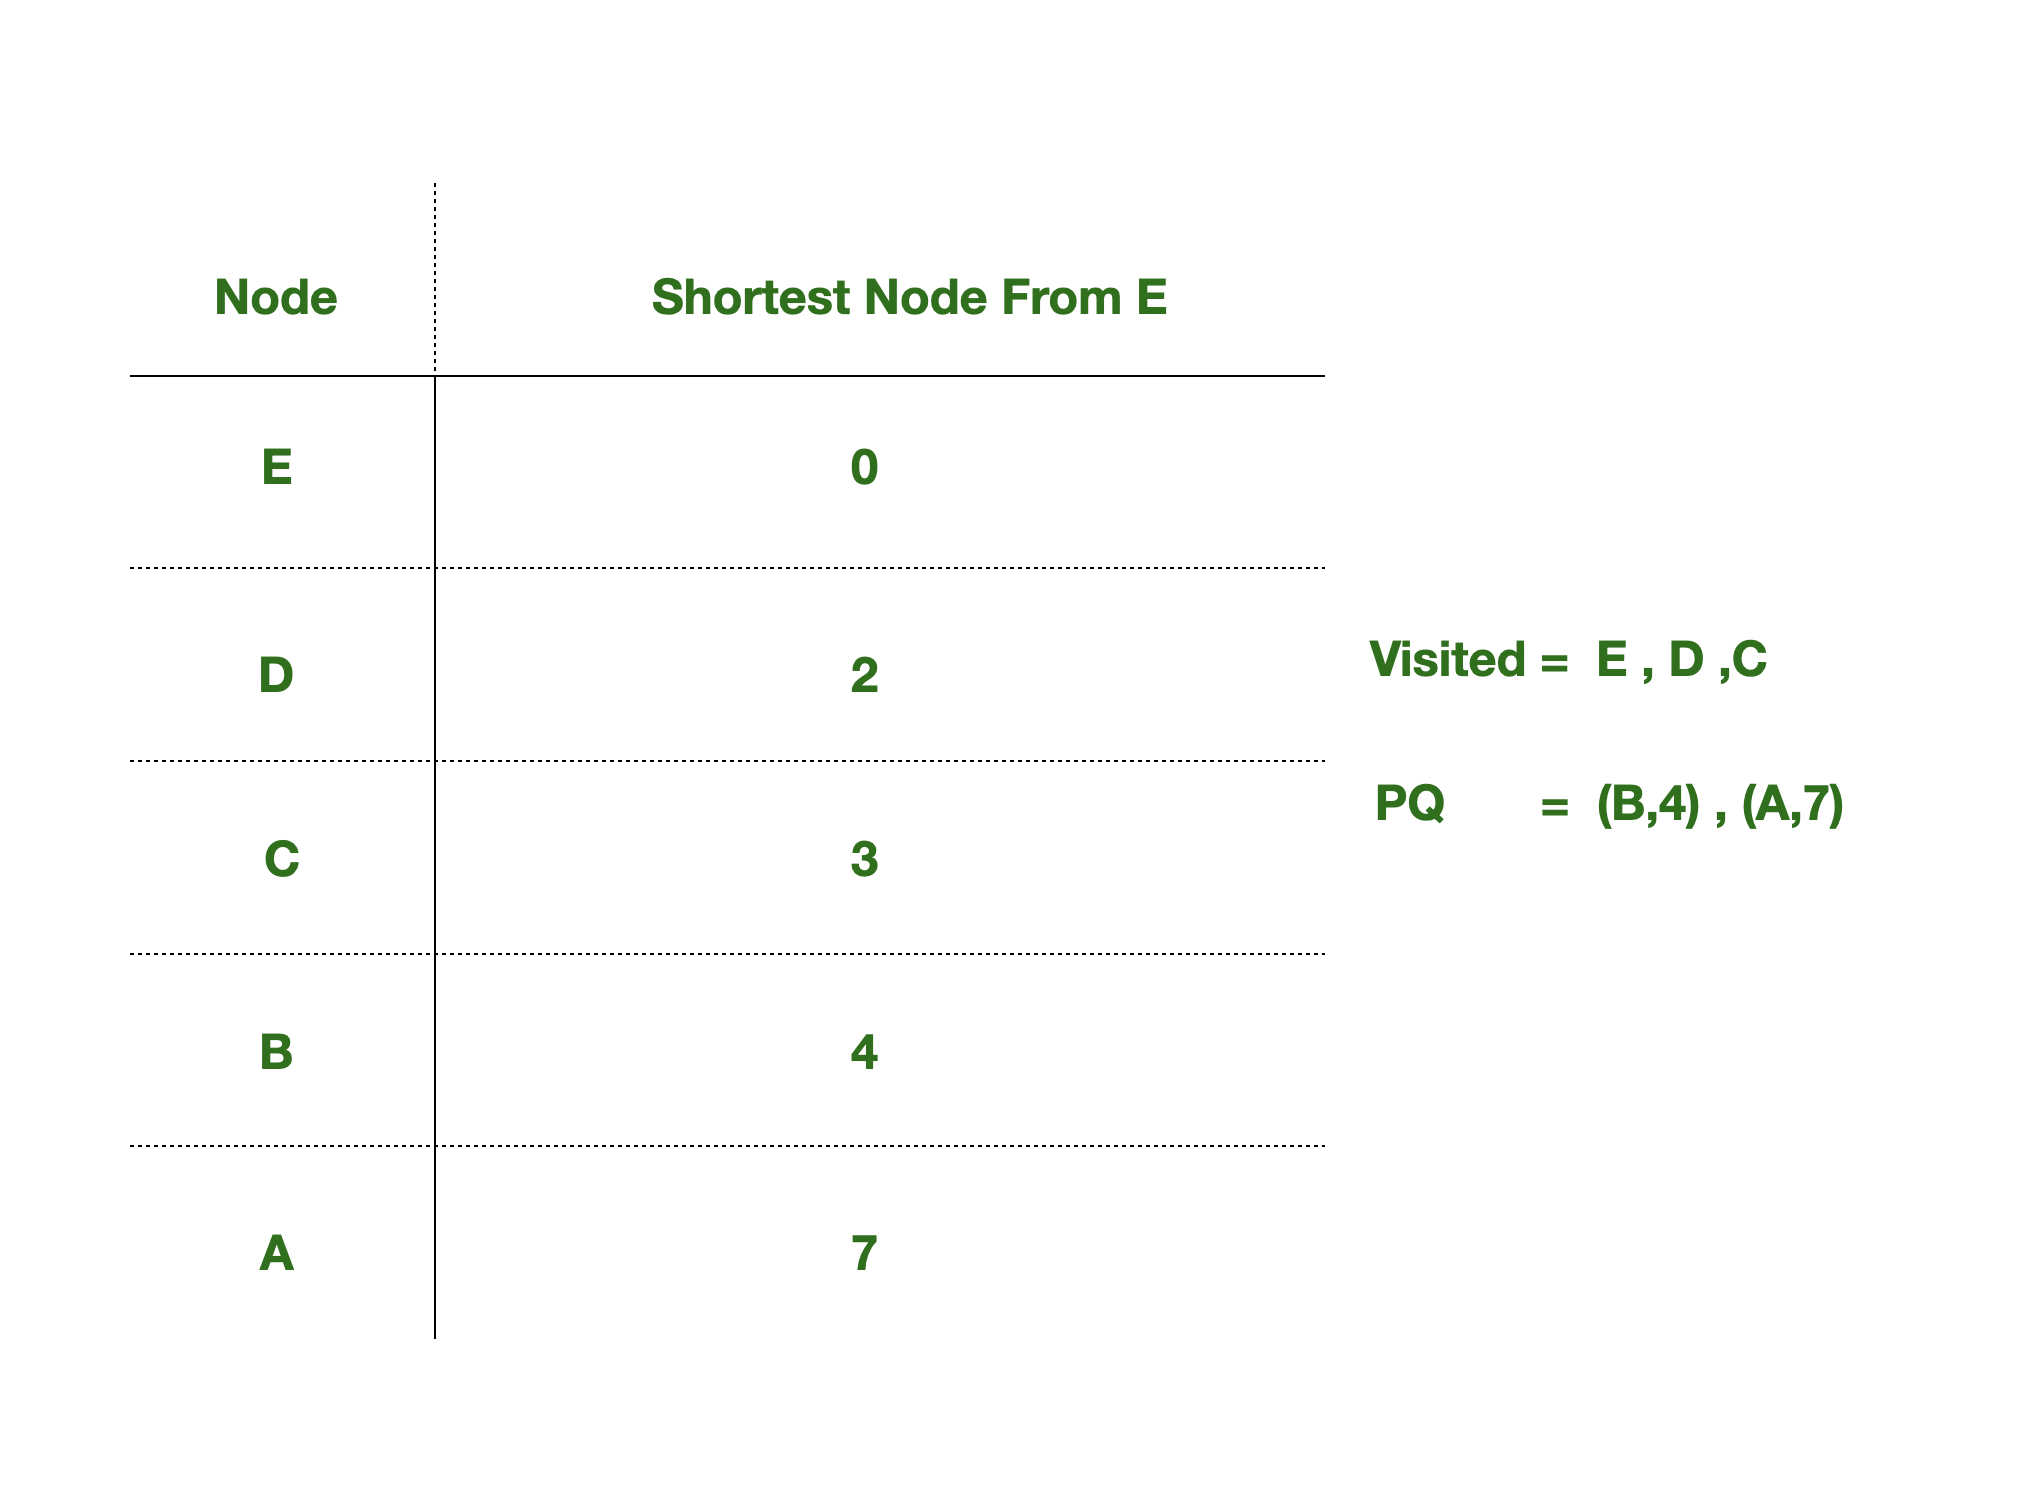 Node Shortest Node From E
E 0
D 2
C 3
B 4
A 7
Visited = E , D ,C
PQ = (B,4) , (A,7)